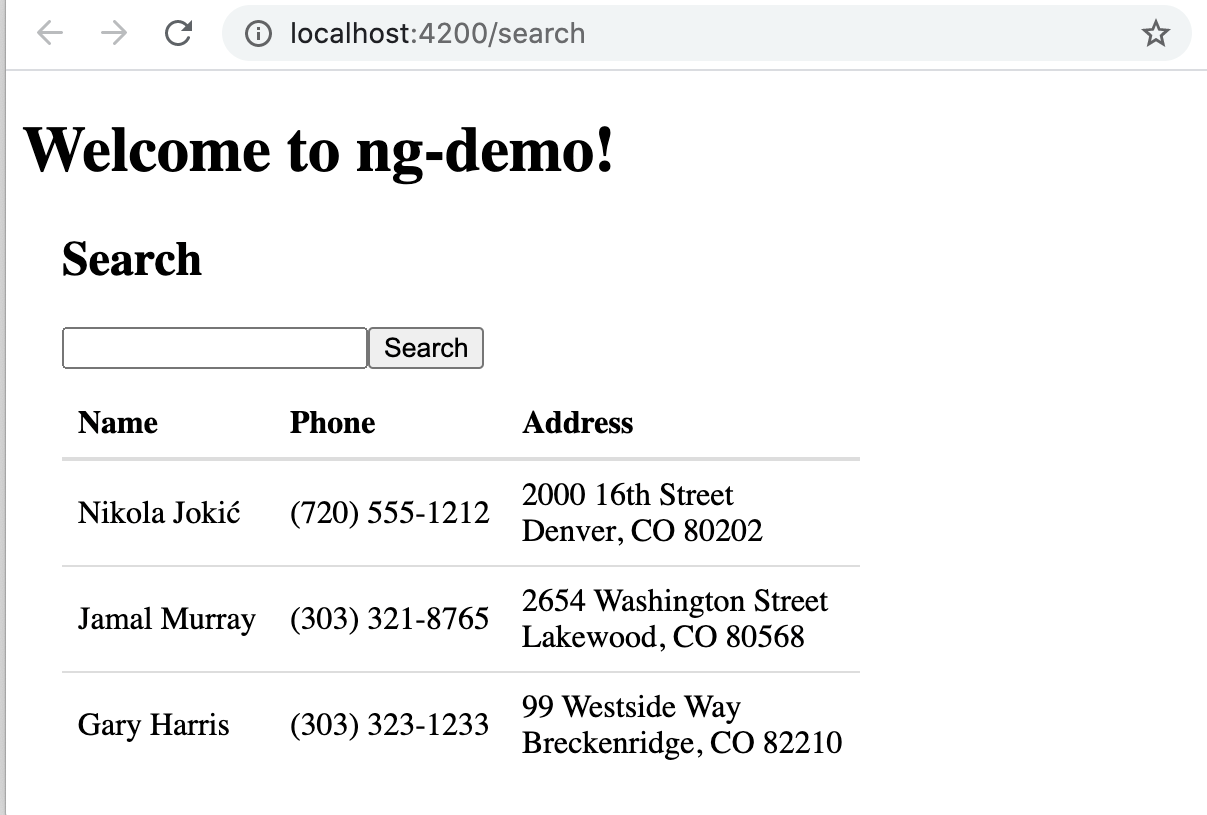 localhost:4200/search
Welcome to ng-demo!
Search
Search
Name Phone Address
Nikola Jokić (720) 555-1212 2000 16th Street
Denver, CO 80202
Jamal Murray (303) 321-8765 2654 Washington Street
Lakewood, CO 80568
Gary Harris (303) 323-1233 99 Westside Way
Breckenridge, CO 82210